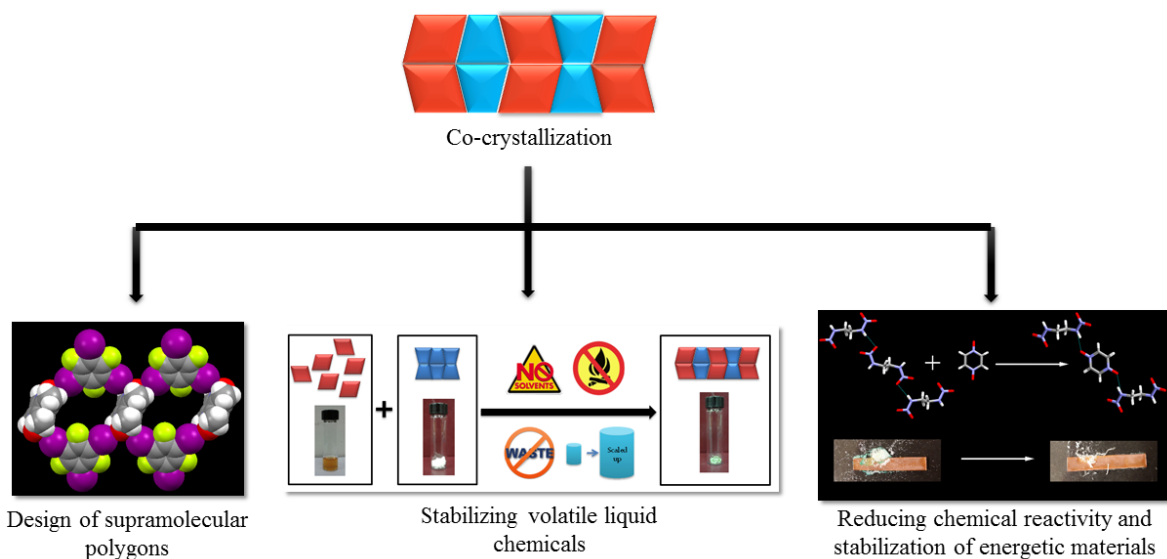 Co-crystallization
NO
SOLVENTS
WASTE
Scaled
up
+
+
Design of supramolecular
polygons
Stabilizing volatile liquid
chemicals
Reducing chemical reactivity and
stabilization of energetic materials